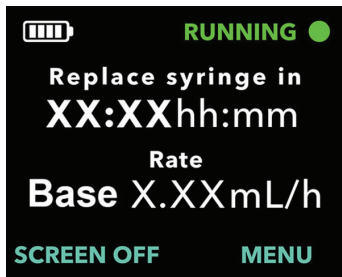 RUNNING
Replace syringe in
XX:XXhh:mm
Rate
Base X.XXmL/h
SCREEN OFF MENU